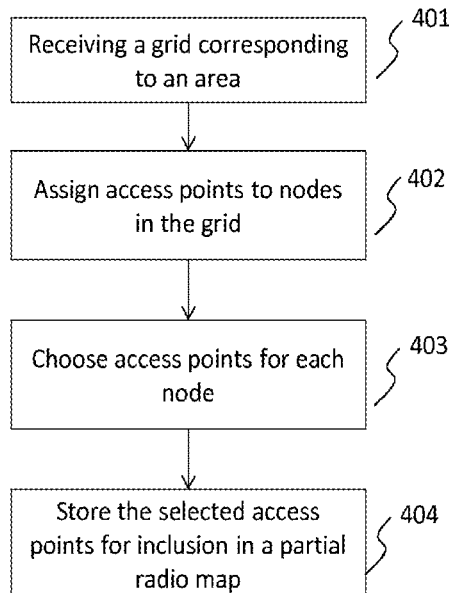 401
Receiving a grid corresponding
to an area
402
Assign access points to nodes
in the grid
403
Choose access points for each
node
404
Store the selected access
points for inclusion in a partial
radio map